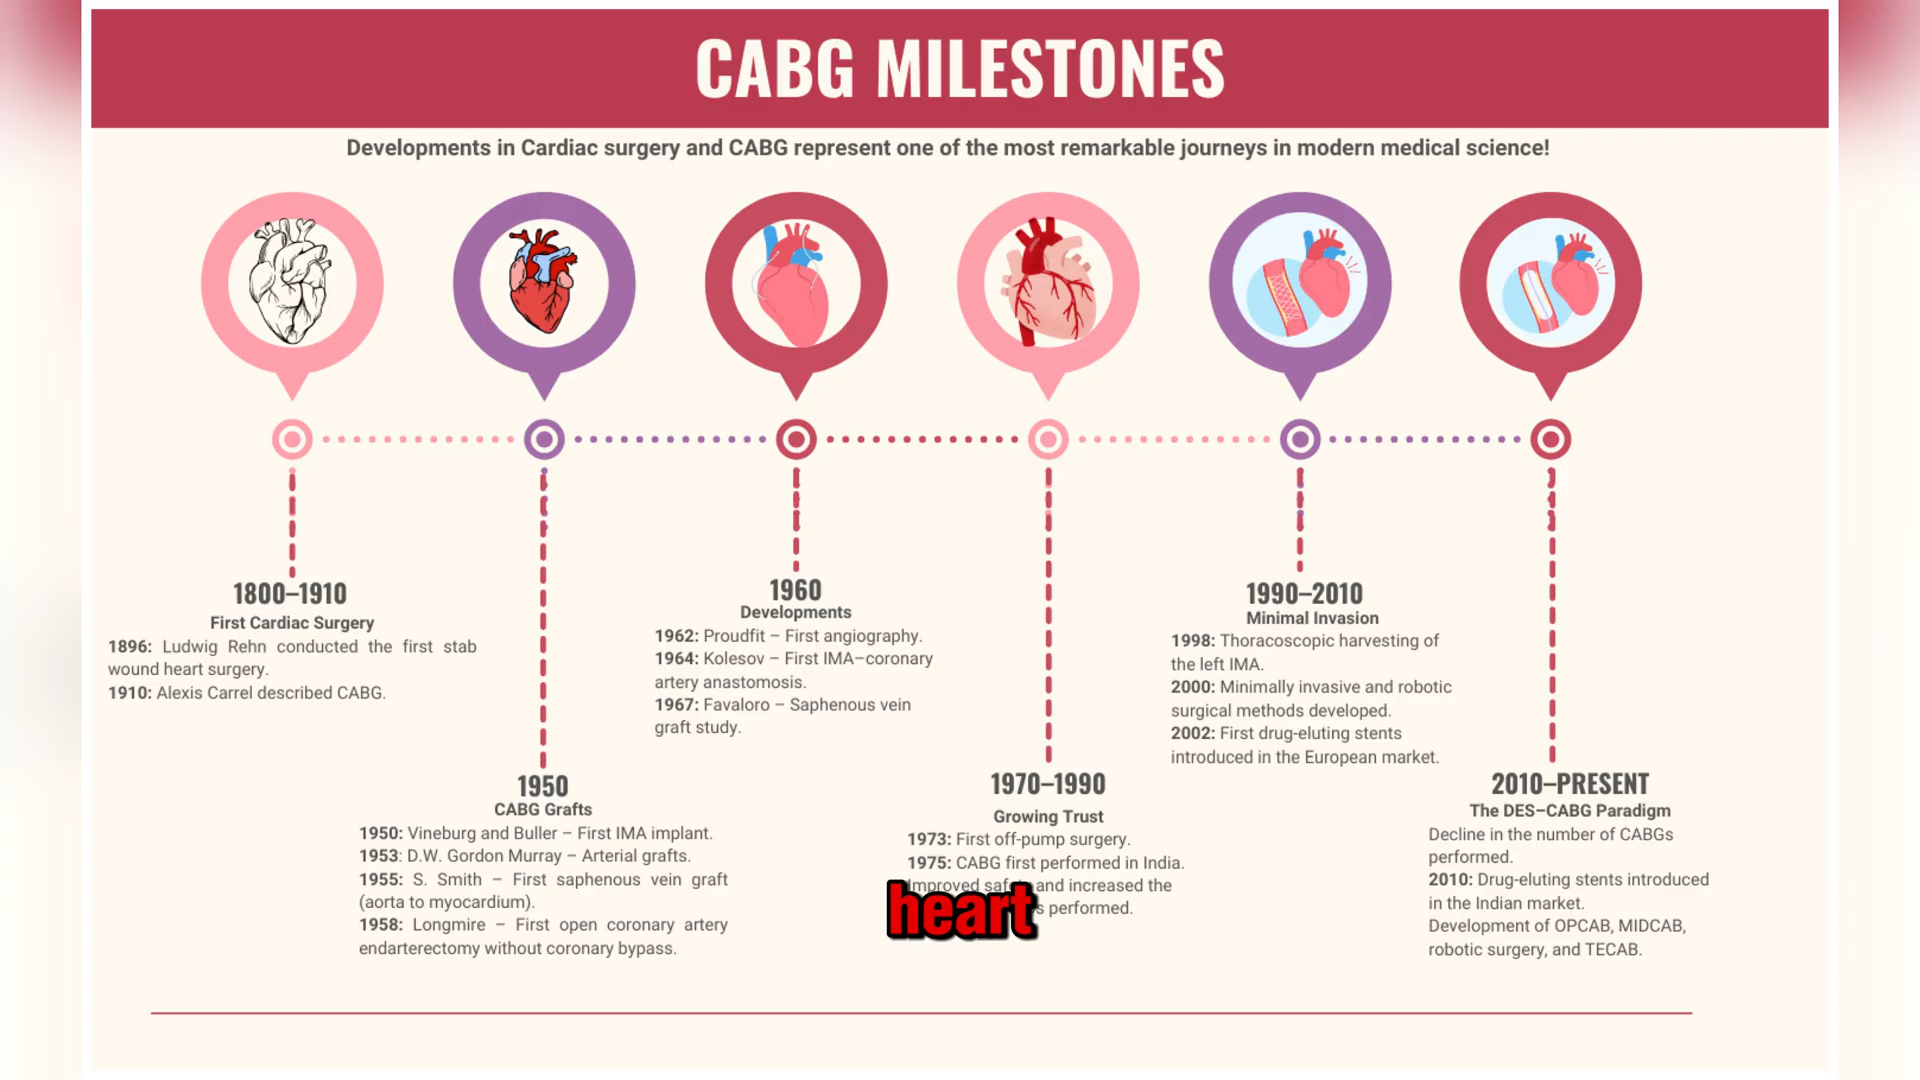 CABG MILESTONES
Developments in Cardiac surgery and CABG represent one of the most remarkable journeys in modern medical science!
1800–1910
First Cardiac Surgery
1896: Ludwig Rehn conducted the first stab
wound heart surgery.
1910: Alexis Carrel described CABG.
1950
CABG Grafts
1950: Vineburg and Buller – First IMA implant.
1953: D.W. Gordon Murray – Arterial grafts.
1955: S. Smith – First saphenous vein graft
(aorta to myocardium).
1958: Longmire – First open coronary artery
endarterectomy without coronary bypass.
1960
Developments
1962: Proudfit – First angiography.
1964: Kolesov – First IMA–coronary
artery anastomosis.
1967: Favaloro – Saphenous vein
graft study.
1970–1990
Growing Trust
1973: First off-pump surgery.
1975: CABG first performed in India.
Improved safety and increased the
performed.
heart
1990–2010
Minimal Invasion
1998: Thoracoscopic harvesting of
the left IMA.
2000: Minimally invasive and robotic
surgical methods developed.
2002: First drug-eluting stents
introduced in the European market.
2010–PRESENT
The DES–CABG Paradigm
Decline in the number of CABGs
performed.
2010: Drug-eluting stents introduced
in the Indian market.
Development of OPCAB, MIDCAB,
robotic surgery, and TECAB.